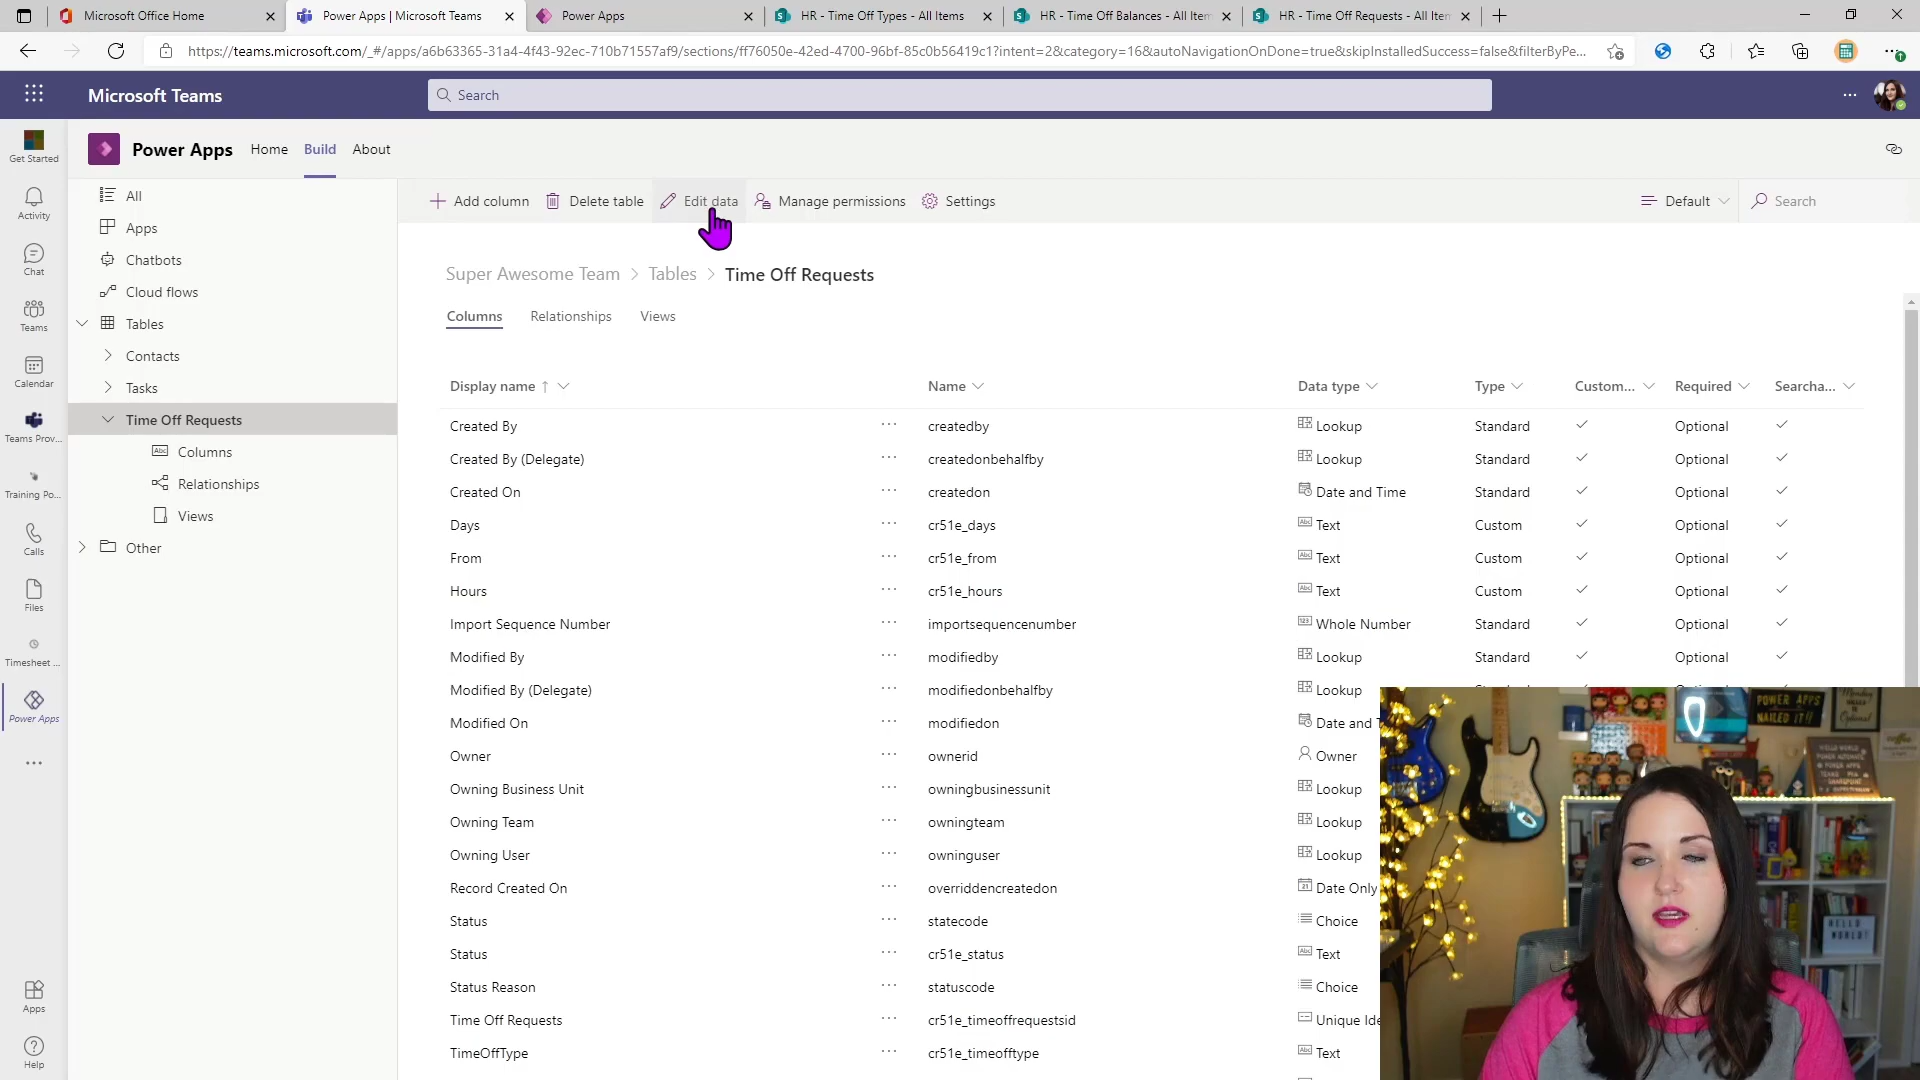 Microsoft Office Home
Power Apps | Microsoft Teams
Power Apps
HR - Time Off Types - All Items
HR - Time Off Balances - All Item
HR - Time Off Requests - All Iten
https://teams.microsoft.com/_#/apps/a6b63365-31a4-4f43-92ec-710b71557af9/sections/ff76050e-42ed-4700-96bf-85c0b56419c1?intent=2&category=16&autoNavigationOnDone=true&skipInstalledSuccess=false&filterByPe...
Microsoft Teams
Search
Power Apps
Home
Build
About
Get Started
Activity
Chat
Teams
Calendar
Teams Prov...
Training Po...
Calls
Files
Timesheet ...
Power Apps
Apps
Help
All
Apps
Chatbots
Cloud flows
Tables
Contacts
Tasks
Time Off Requests
Columns
Relationships
Views
Other
Add column
Delete table
Edit data
Manage permissions
Settings
Default
Search
Super Awesome Team > Tables > Time Off Requests
Columns
Relationships
Views
Display name Name Data type Type Custom... Required Searcha...
Created By ... createdby Lookup Standard Optional
Created By (Delegate) ... createdonbehalfby Lookup Standard Optional
Created On ... createdon Date and Time Standard Optional
Days ... cr51e_days Text Custom Optional
From ... cr51e_from Text Custom Optional
Hours ... cr51e_hours Text Custom Optional
Import Sequence Number ... importsequencenumber Whole Number Standard Optional
Modified By ... modifiedby Lookup Standard Optional
Modified By (Delegate) ... modifiedonbehalfby Lookup
Modified On ... modifiedon Date and T
Owner ... ownerid Owner
Owning Business Unit ... owningbusinessunit Lookup
Owning Team ... owningteam Lookup
Owning User ... owninguser Lookup
Record Created On ... overriddencreatedon Date Only
Status ... statecode Choice
Status ... cr51e_status Text
Status Reason ... statuscode Choice
Time Off Requests ... cr51e_timeoffrequestsid Unique Ide
TimeOffType ... cr51e_timeofftype Text
POWER APPS
NAILED IT!!
HELLO
WORLD!